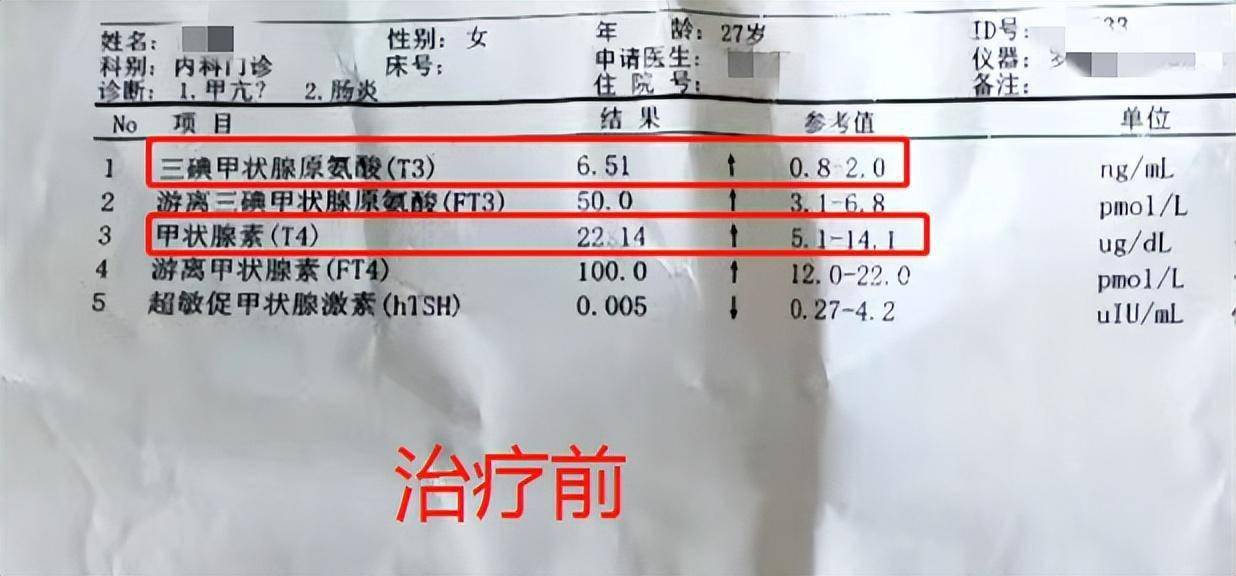 姓名: 性别: 女 年 龄: 27岁 ID号: 33
科别: 内科门诊 床号: 申请医生: 仪器:
诊断: 1.甲亢? 2.肠炎 住 院 号: 备注:
No 项 目 结 果 参考值 单位
1 三碘甲状腺原氨酸(T3) 6.51 ↑ 0.8-2.0 ng/mL
2 游离三碘甲状腺原氨酸(FT3) 50.0 ↑ 3.1-6.8 pmol/L
3 甲状腺素(T4) 22.14 ↑ 5.1-14.1 ug/dL
4 游离甲状腺素(FT4) 100.0 ↑ 12.0-22.0 pmol/L
5 超敏促甲状腺激素(hTSH) 0.005 ↓ 0.27-4.2 uIU/mL
治疗前